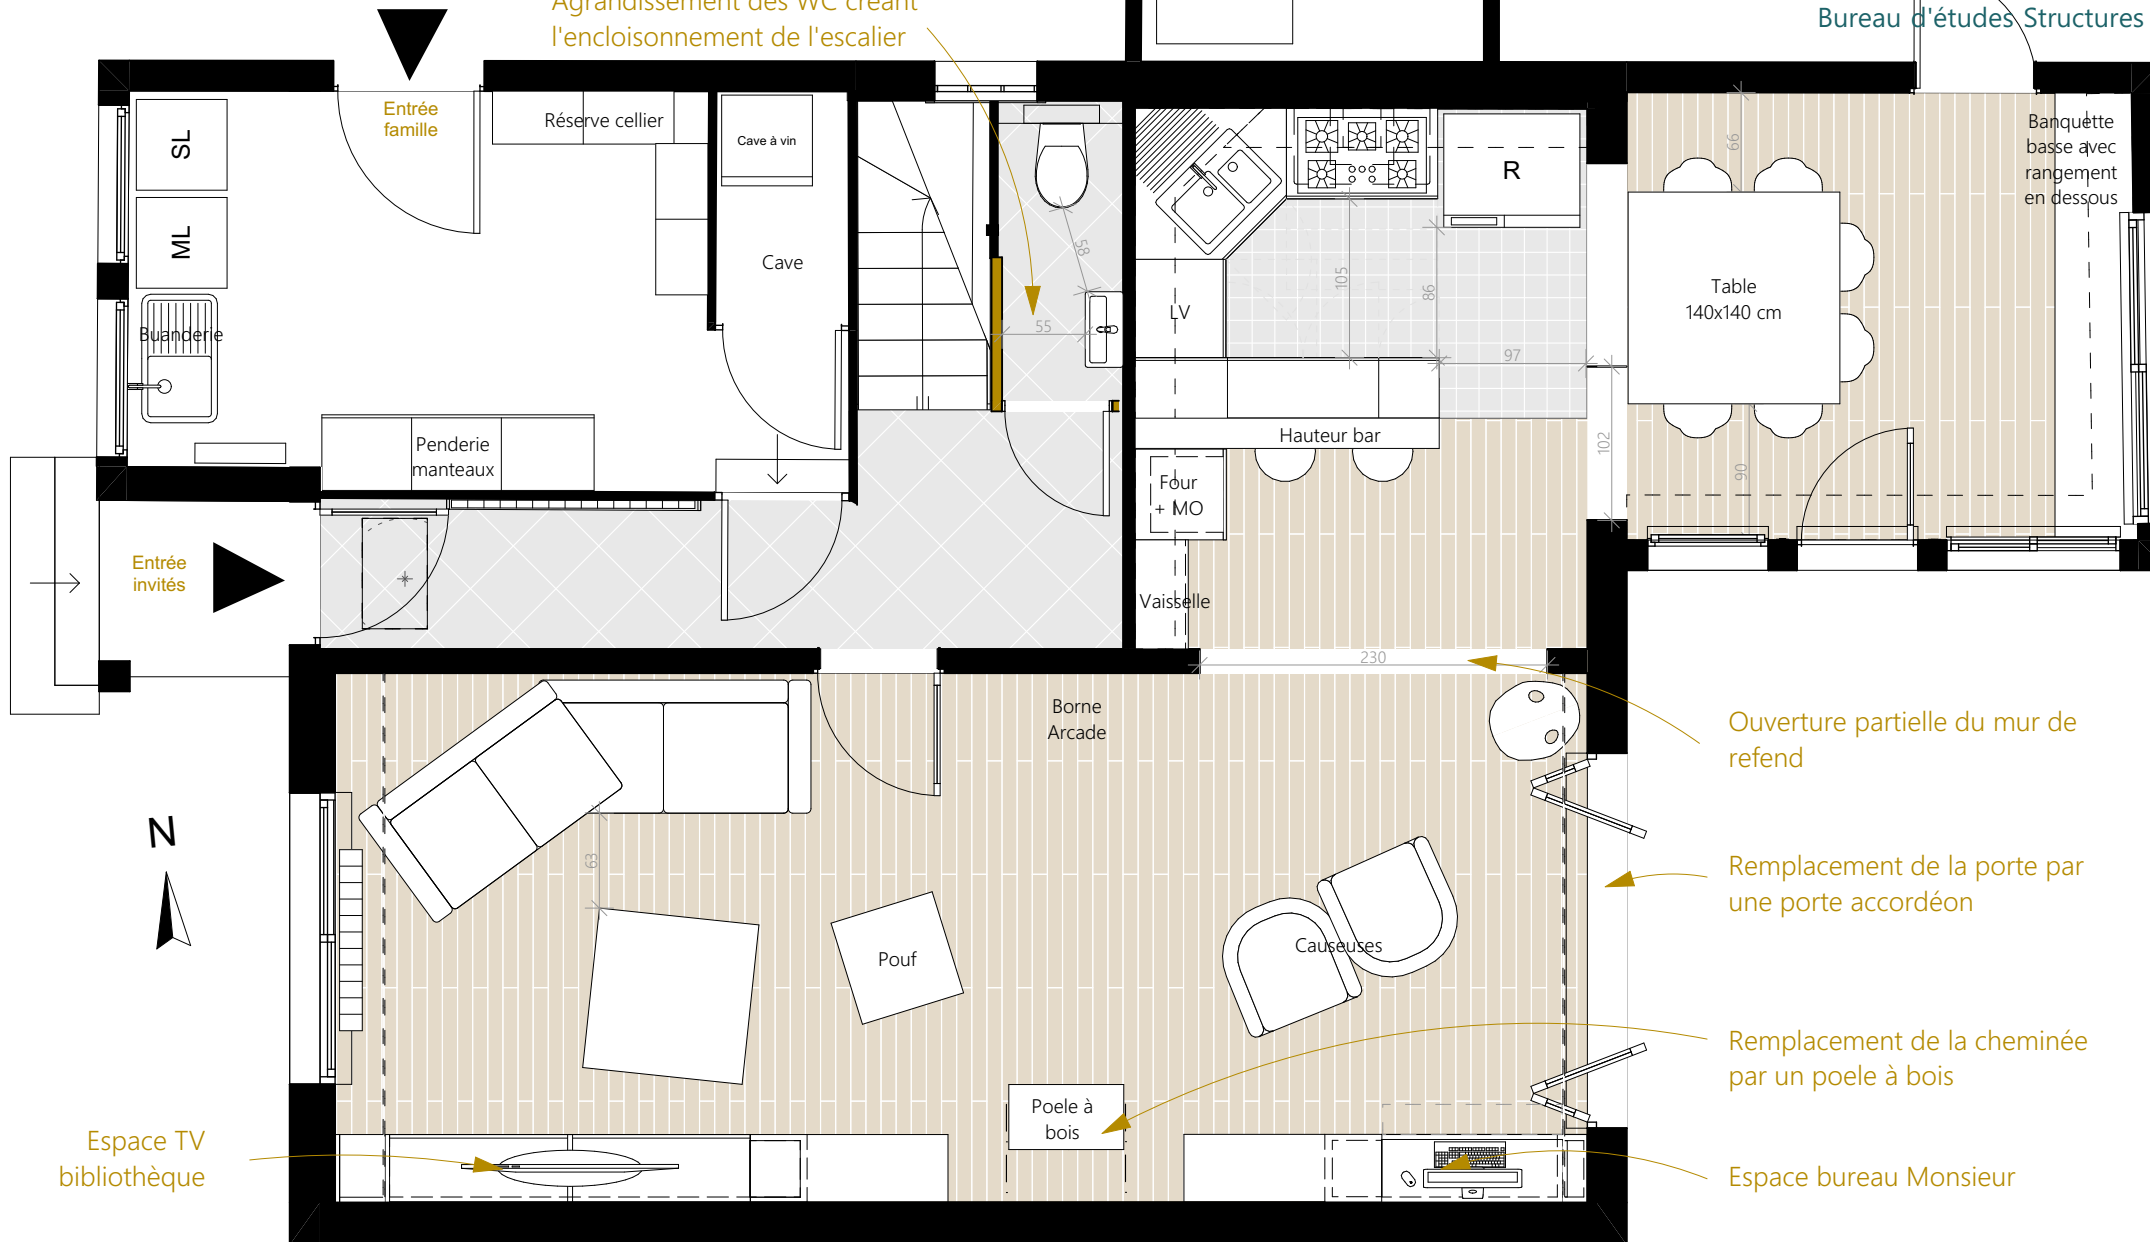 Agrandissement des WC créant
l'encloisonnement de l'escalier
Bureau d'études Structures
Entrée
famille
SL
Réserve cellier
Cave à vin
R
Banquette
basse avec
rangement
en dessous
66
ML
Cave
58
105
86
Table
140x140 cm
LV
Buanderie
55
97
Penderie
manteaux
Hauteur bar
102
90
Four
+ MO
Entrée
invités
Vaisselle
230
Borne
Arcade
Ouverture partielle du mur de
refend
N
63
Remplacement de la porte par
une porte accordéon
Pouf
Causeuses
Remplacement de la cheminée
par un poele à bois
Poele à
bois
Espace TV
bibliothèque
Espace bureau Monsieur